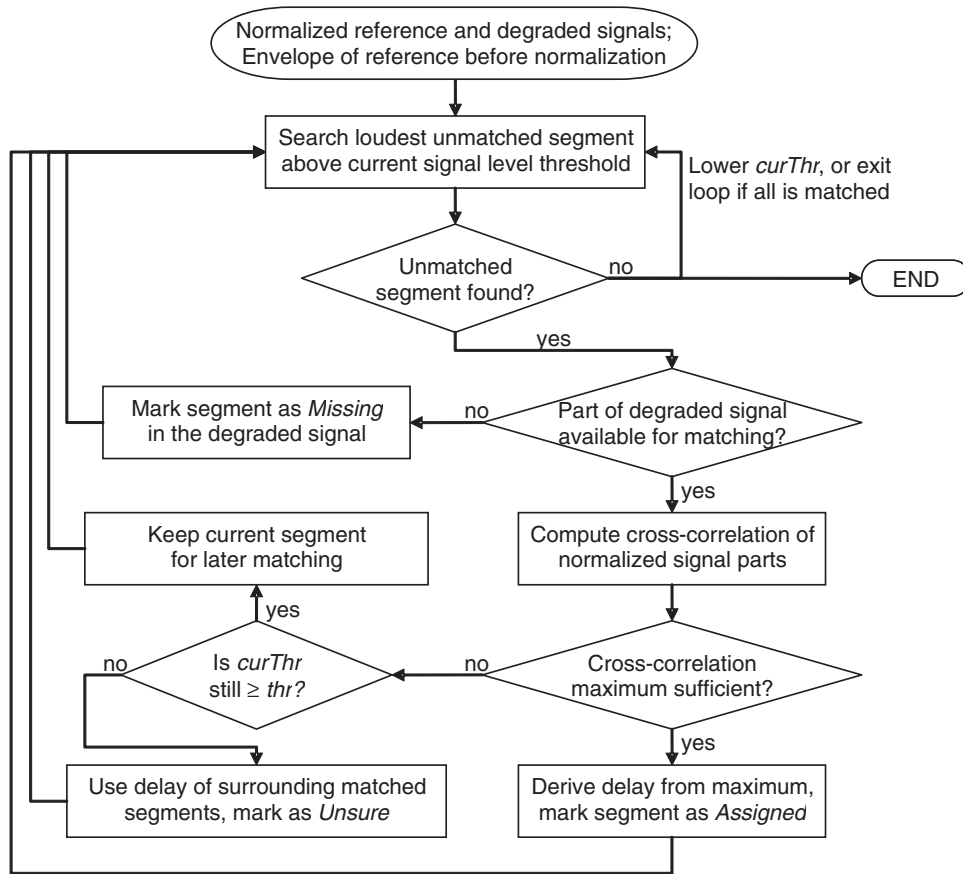 Normalized reference and degraded signals;
Envelope of reference before normalization
Search loudest unmatched segment
above current signal level threshold
Lower curThr, or exit
loop if all is matched
Unmatched
segment found?
no
END
yes
Mark segment as Missing
in the degraded signal
no
Part of degraded signal
available for matching?
yes
Keep current segment
for later matching
Compute cross-correlation of
normalized signal parts
yes
no
Is curThr
still ≥ thr?
no
Cross-correlation
maximum sufficient?
yes
Use delay of surrounding matched
segments, mark as Unsure
Derive delay from maximum,
mark segment as Assigned